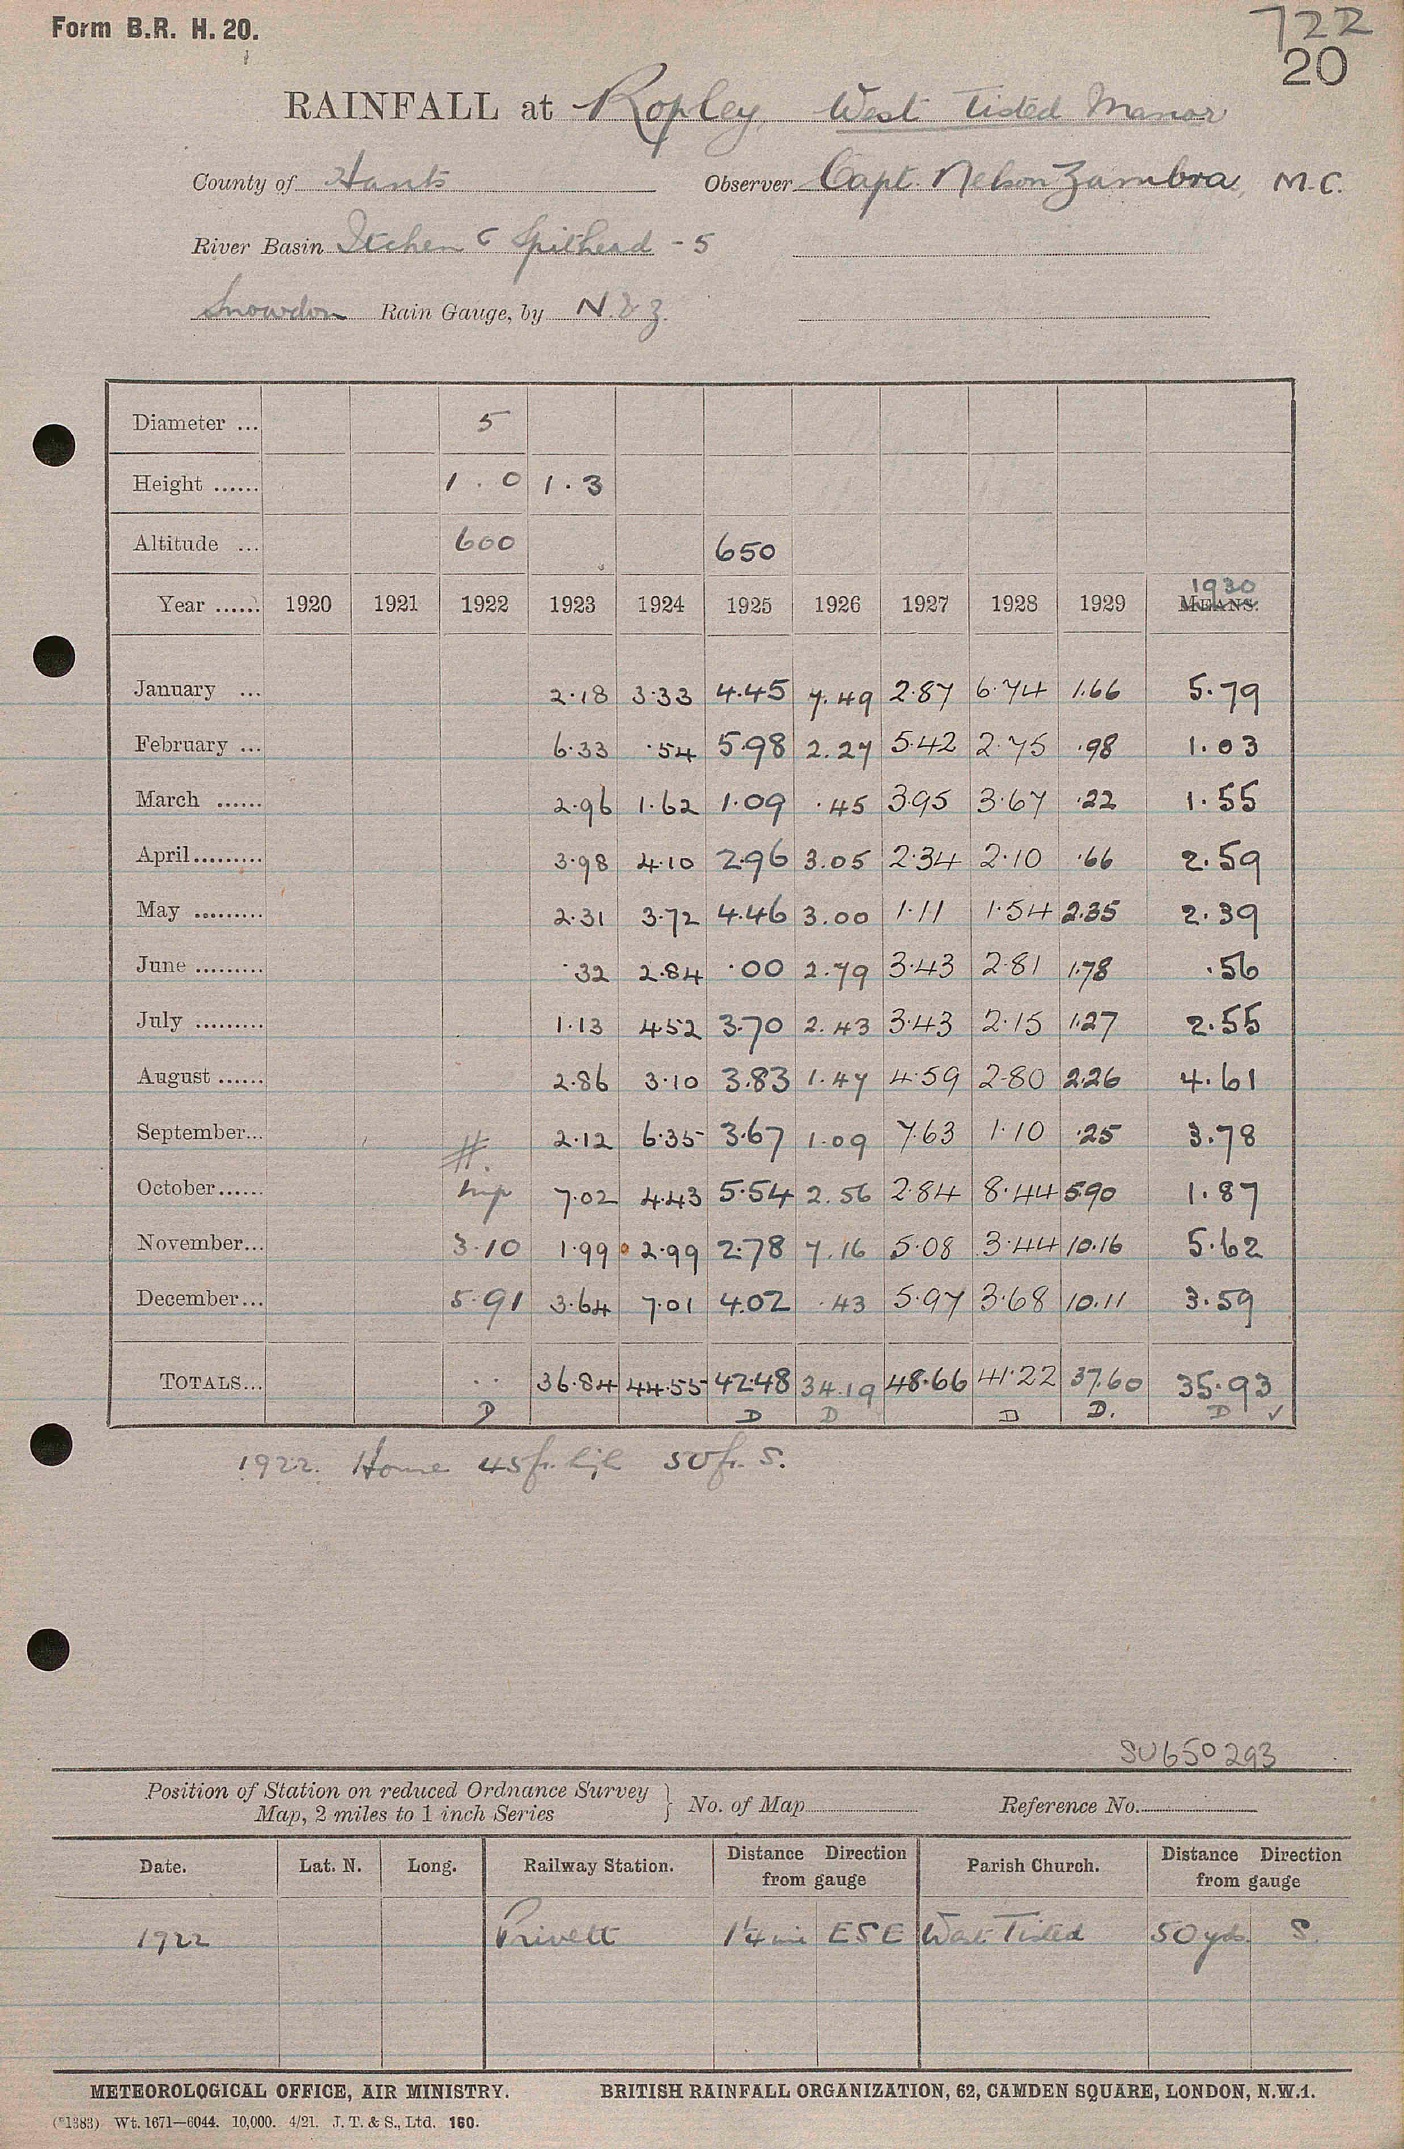 Form B.R. H. 20.
722
20
RAINFALL at Ropley, West Tisted Manor
County of Hants Observer Capt. Nelson Zambra, M.C.
River Basin Itchen & Spithead - 5
Snowdon Rain Gauge, by N. & Z.
Diameter ... 5
Height ...... 1.0 1.3
Altitude ... 600 650
1930
Year ...... 1920 1921 1922 1923 1924 1925 1926 1927 1928 1929 MEANS.
January ... 2.18 3.33 4.45 7.49 2.87 6.74 1.66 5.79
February ... 6.33 .54 5.98 2.27 5.42 2.75 .98 1.03
March ...... 2.96 1.62 1.09 .45 3.95 3.67 .22 1.55
April ......... 3.98 4.10 2.96 3.05 2.34 2.10 .66 2.59
May ......... 2.31 3.72 4.46 3.00 1.11 1.54 2.35 2.39
June ......... .32 2.84 .00 2.79 3.43 2.81 1.78 .56
July ......... 1.13 4.52 3.70 2.43 3.43 2.15 1.27 2.55
August ...... 2.86 3.10 3.83 1.47 4.59 2.80 2.26 4.61
September... 2.12 6.35 3.67 1.09 7.63 1.10 .25 3.78
October...... 7.02 4.43 5.54 2.56 2.84 8.44 5.90 1.87
November... 3.10 1.99 2.99 2.78 7.16 5.08 3.44 10.16 5.62
December... 5.91 3.64 7.01 4.02 .43 5.97 3.68 10.11 3.59
TOTALS... .. 36.84 44.55 42.48 34.19 48.66 41.22 37.60 35.93
D D D D D. D ✓
1922. House 45 ft. high 50 ft. S.
SU650293
Position of Station on reduced Ordnance Survey
Map, 2 miles to 1 inch Series } No. of Map Reference No.
Date. Lat. N. Long. Railway Station. Distance Direction from gauge Parish Church. Distance Direction from gauge
1922 Privett 1¼ mi ESE West Tisted 50 yds. S.
METEOROLOGICAL OFFICE, AIR MINISTRY. BRITISH RAINFALL ORGANIZATION, 62, CAMDEN SQUARE, LONDON, N.W.1.
(*1383) Wt. 1671—6044. 10,000. 4/21. J. T. & S., Ltd. 160.